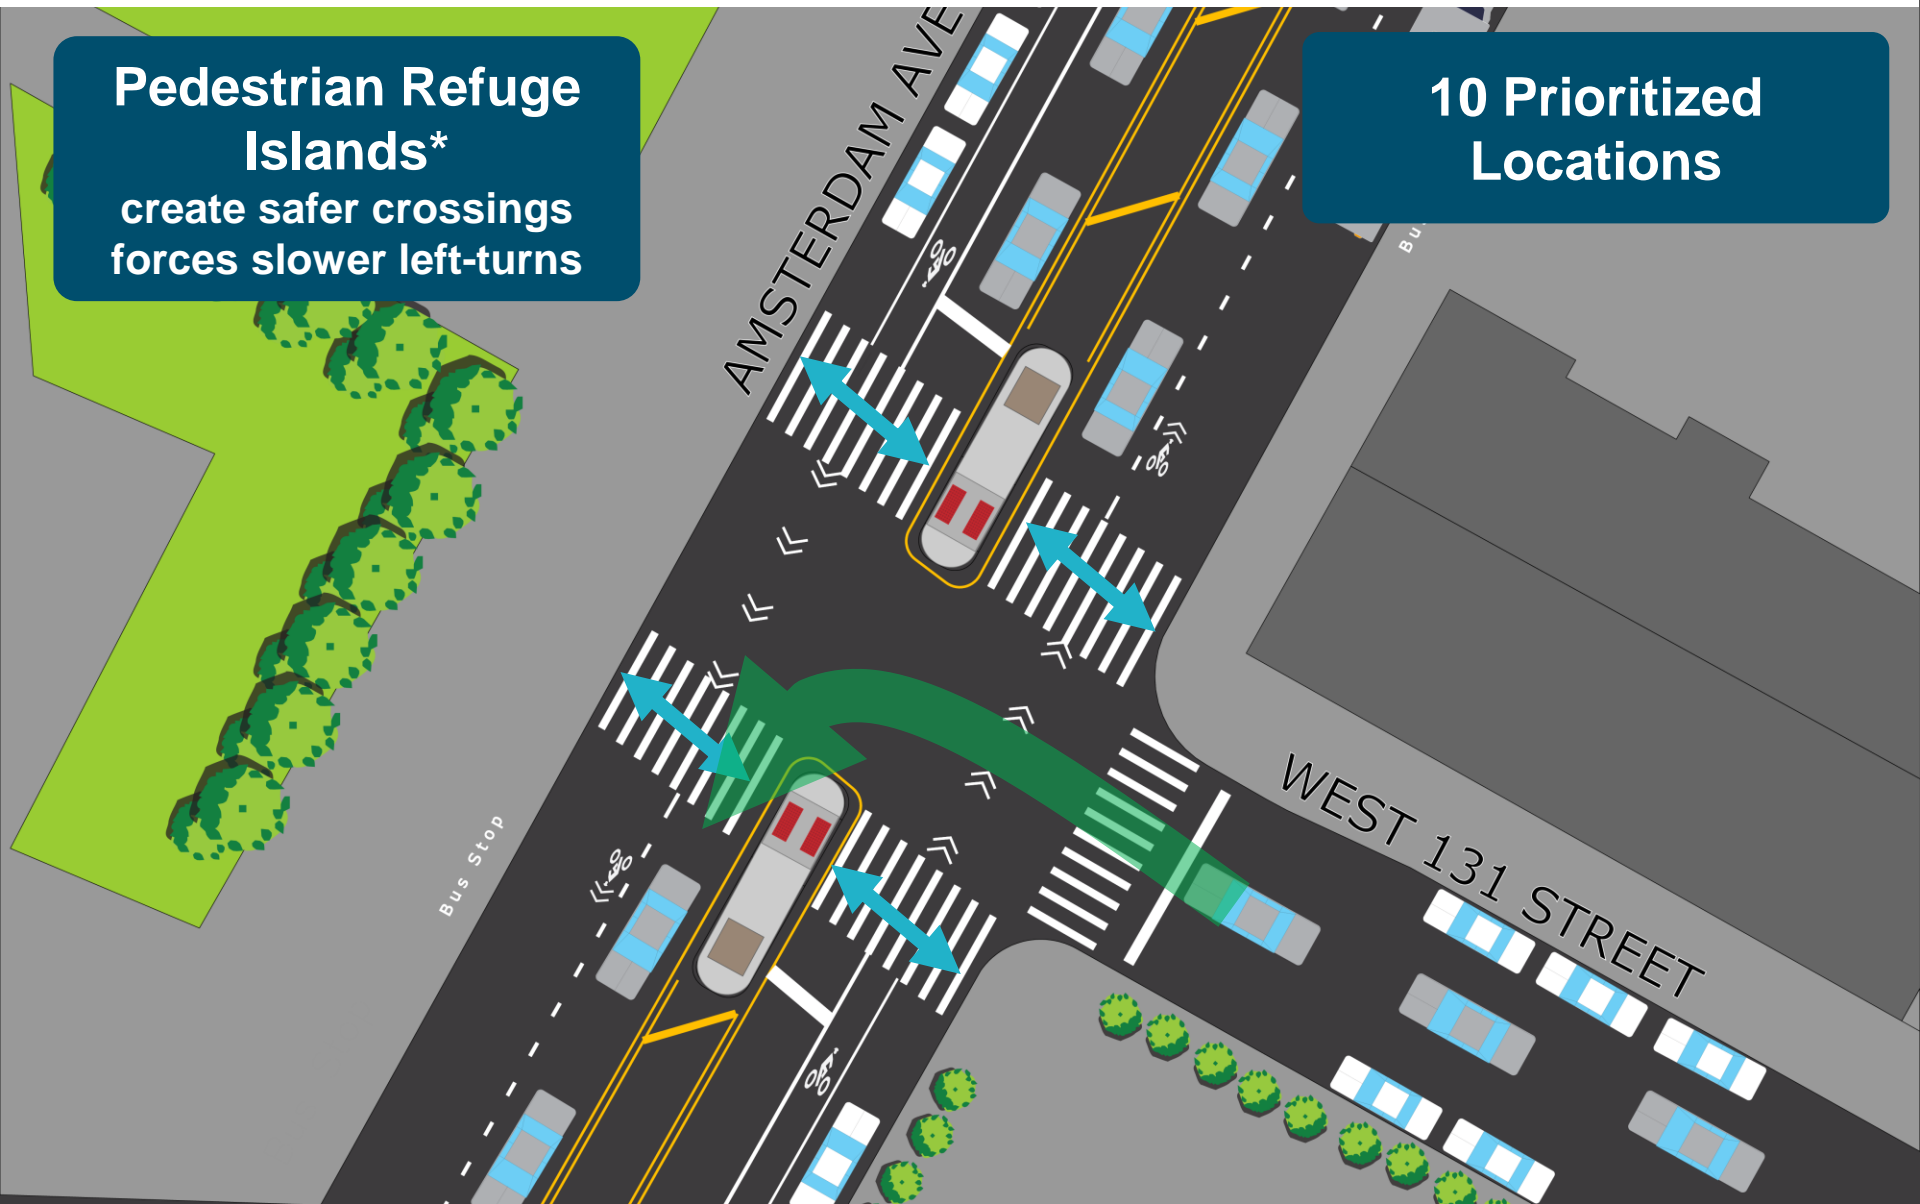 Pedestrian Refuge
Islands*
create safer crossings
forces slower left-turns
10 Prioritized
Locations
AMSTERDAM AVE
WEST 131 STREET
Bus Stop